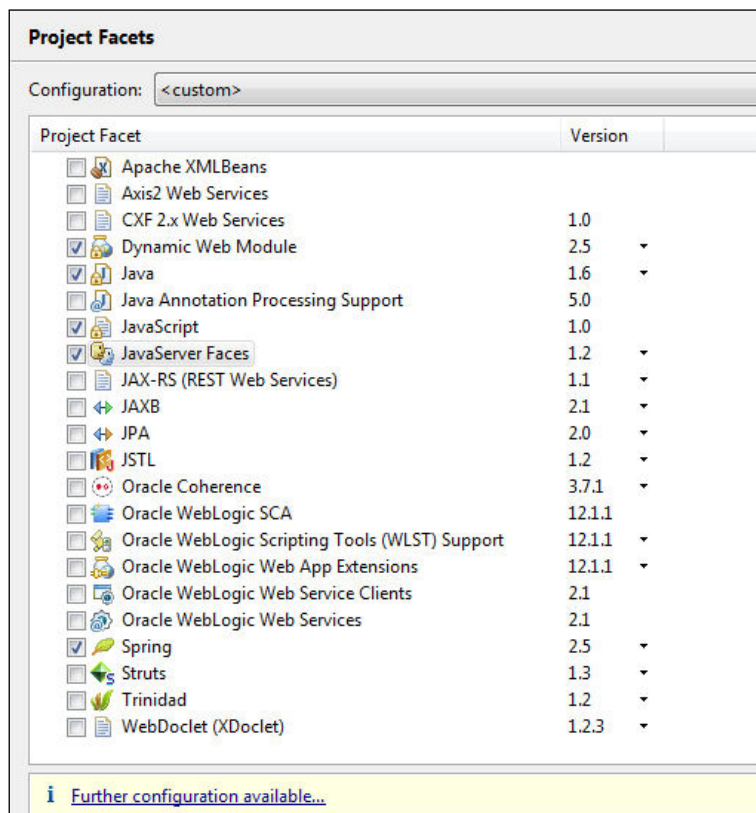 Project Facets
Configuration: <custom>
Project Facet Version
Apache XMLBeans
Axis2 Web Services
CXF 2.x Web Services 1.0
Dynamic Web Module 2.5
Java 1.6
Java Annotation Processing Support 5.0
JavaScript 1.0
JavaServer Faces 1.2
JAX-RS (REST Web Services) 1.1
JAXB 2.1
JPA 2.0
JSTL 1.2
Oracle Coherence 3.7.1
Oracle WebLogic SCA 12.1.1
Oracle WebLogic Scripting Tools (WLST) Support 12.1.1
Oracle WebLogic Web App Extensions 12.1.1
Oracle WebLogic Web Service Clients 2.1
Oracle WebLogic Web Services 2.1
Spring 2.5
Struts 1.3
Trinidad 1.2
WebDoclet (XDoclet) 1.2.3
Further configuration available...